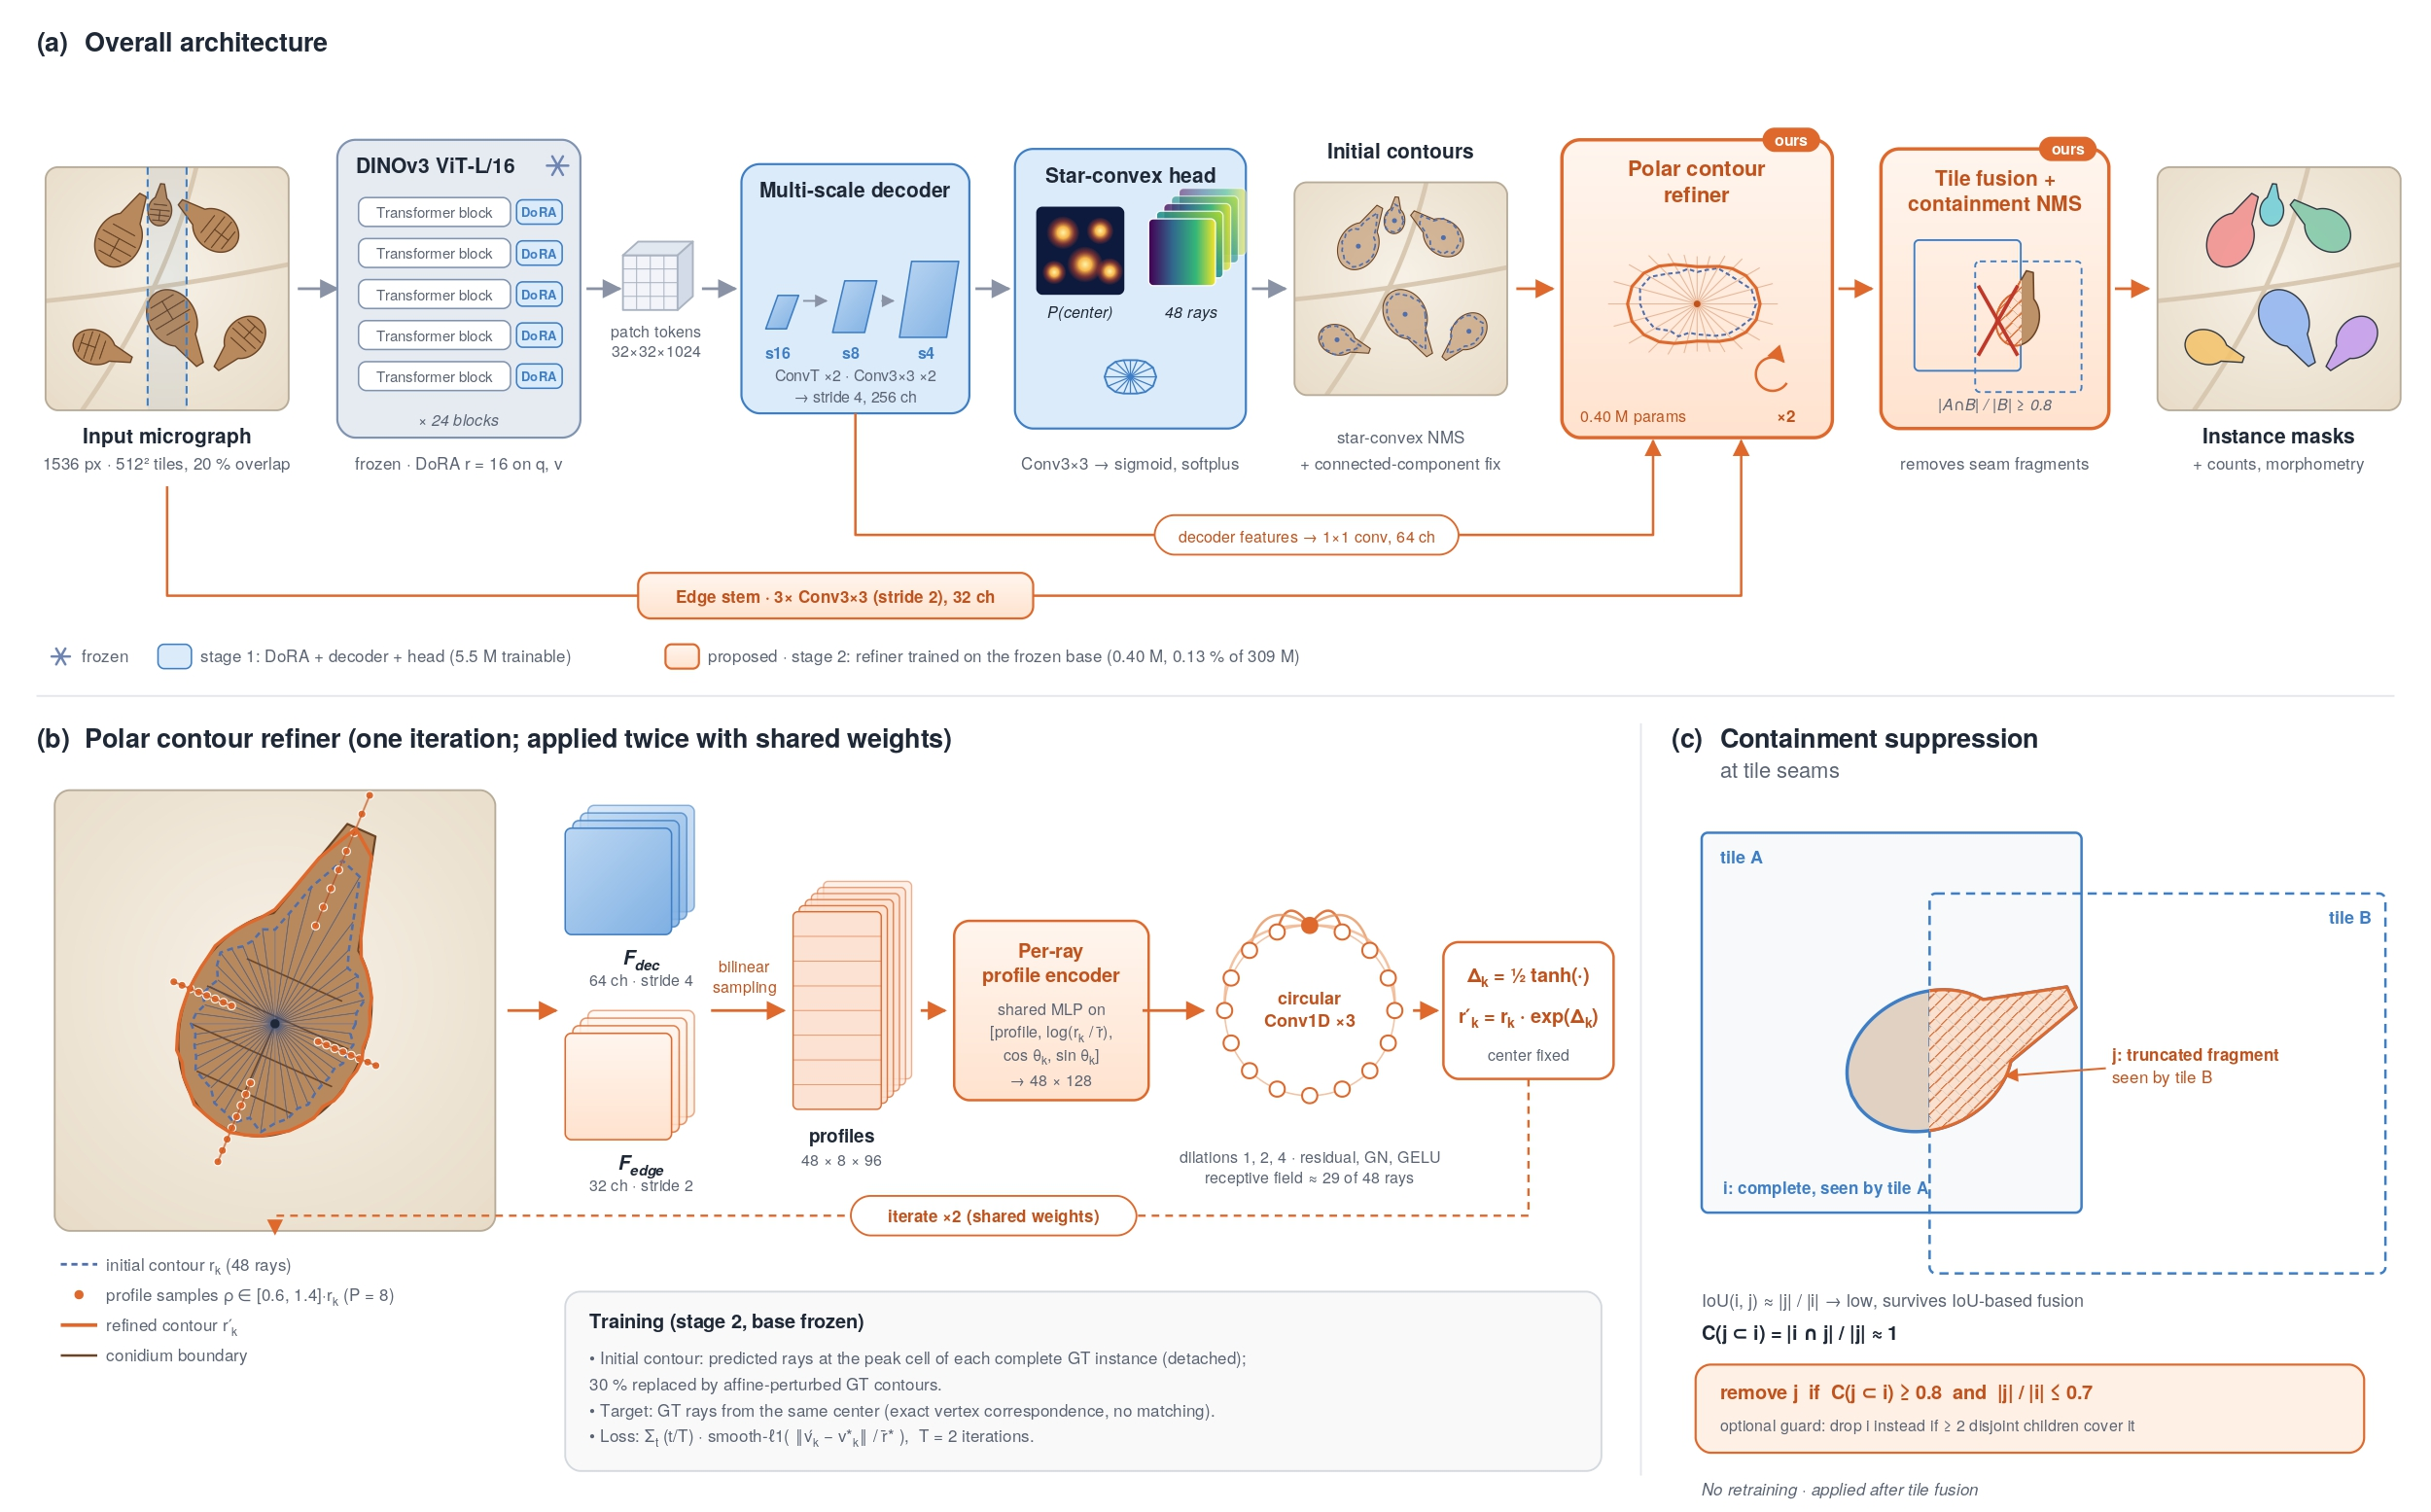 (a) Overall architecture
Input micrograph
1536 px · 512² tiles, 20 % overlap
DINOv3 ViT-L/16
Transformer block DoRA
Transformer block DoRA
Transformer block DoRA
Transformer block DoRA
Transformer block DoRA
× 24 blocks
frozen · DoRA r = 16 on q, v
patch tokens
32×32×1024
Multi-scale decoder
s16 s8 s4
ConvT ×2 · Conv3×3 ×2
→ stride 4, 256 ch
Star-convex head
P(center) 48 rays
Conv3×3 → sigmoid, softplus
Initial contours
star-convex NMS
+ connected-component fix
ours
Polar contour
refiner
0.40 M params ×2
ours
Tile fusion +
containment NMS
|A∩B| / |B| ≥ 0.8
removes seam fragments
Instance masks
+ counts, morphometry
decoder features → 1×1 conv, 64 ch
Edge stem · 3× Conv3×3 (stride 2), 32 ch
frozen
stage 1: DoRA + decoder + head (5.5 M trainable)
proposed · stage 2: refiner trained on the frozen base (0.40 M, 0.13 % of 309 M)
(b) Polar contour refiner (one iteration; applied twice with shared weights)
F_dec
64 ch · stride 4
F_edge
32 ch · stride 2
bilinear
sampling
profiles
48 × 8 × 96
Per-ray
profile encoder
shared MLP on
[profile, log(r_k / r̄),
cos θ_k, sin θ_k]
→ 48 × 128
circular
Conv1D ×3
dilations 1, 2, 4 · residual, GN, GELU
receptive field ≈ 29 of 48 rays
Δ_k = ½ tanh(·)
r′_k = r_k · exp(Δ_k)
center fixed
iterate ×2 (shared weights)
initial contour r_k (48 rays)
profile samples ρ ∈ [0.6, 1.4]·r_k (P = 8)
refined contour r′_k
conidium boundary
Training (stage 2, base frozen)
• Initial contour: predicted rays at the peak cell of each complete GT instance (detached);
30 % replaced by affine-perturbed GT contours.
• Target: GT rays from the same center (exact vertex correspondence, no matching).
• Loss: Σ_t (t/T) · smooth-ℓ1( ‖v′_k − v*_k‖ / r̄* ), T = 2 iterations.
(c) Containment suppression
at tile seams
tile A
tile B
j: truncated fragment
seen by tile B
i: complete, seen by tile A
IoU(i, j) ≈ |j| / |i| → low, survives IoU-based fusion
C(j ⊂ i) = |i ∩ j| / |j| ≈ 1
remove j if C(j ⊂ i) ≥ 0.8 and |j| / |i| ≤ 0.7
optional guard: drop i instead if ≥ 2 disjoint children cover it
No retraining · applied after tile fusion